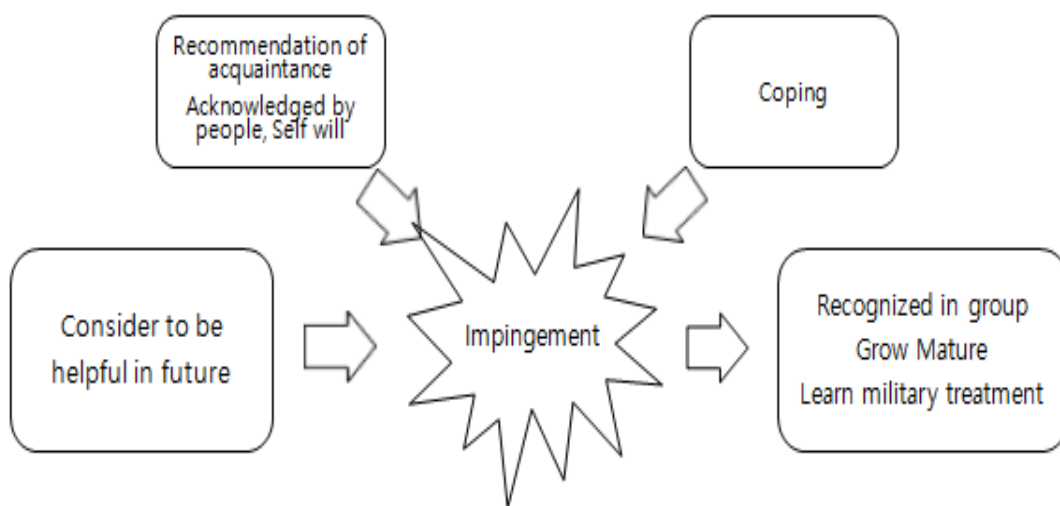 Recommendation of
acquaintance
Acknowledged by
people, Self will
Coping
Consider to be
helpful in future
Impingement
Recognized in group
Grow Mature
Learn military treatment